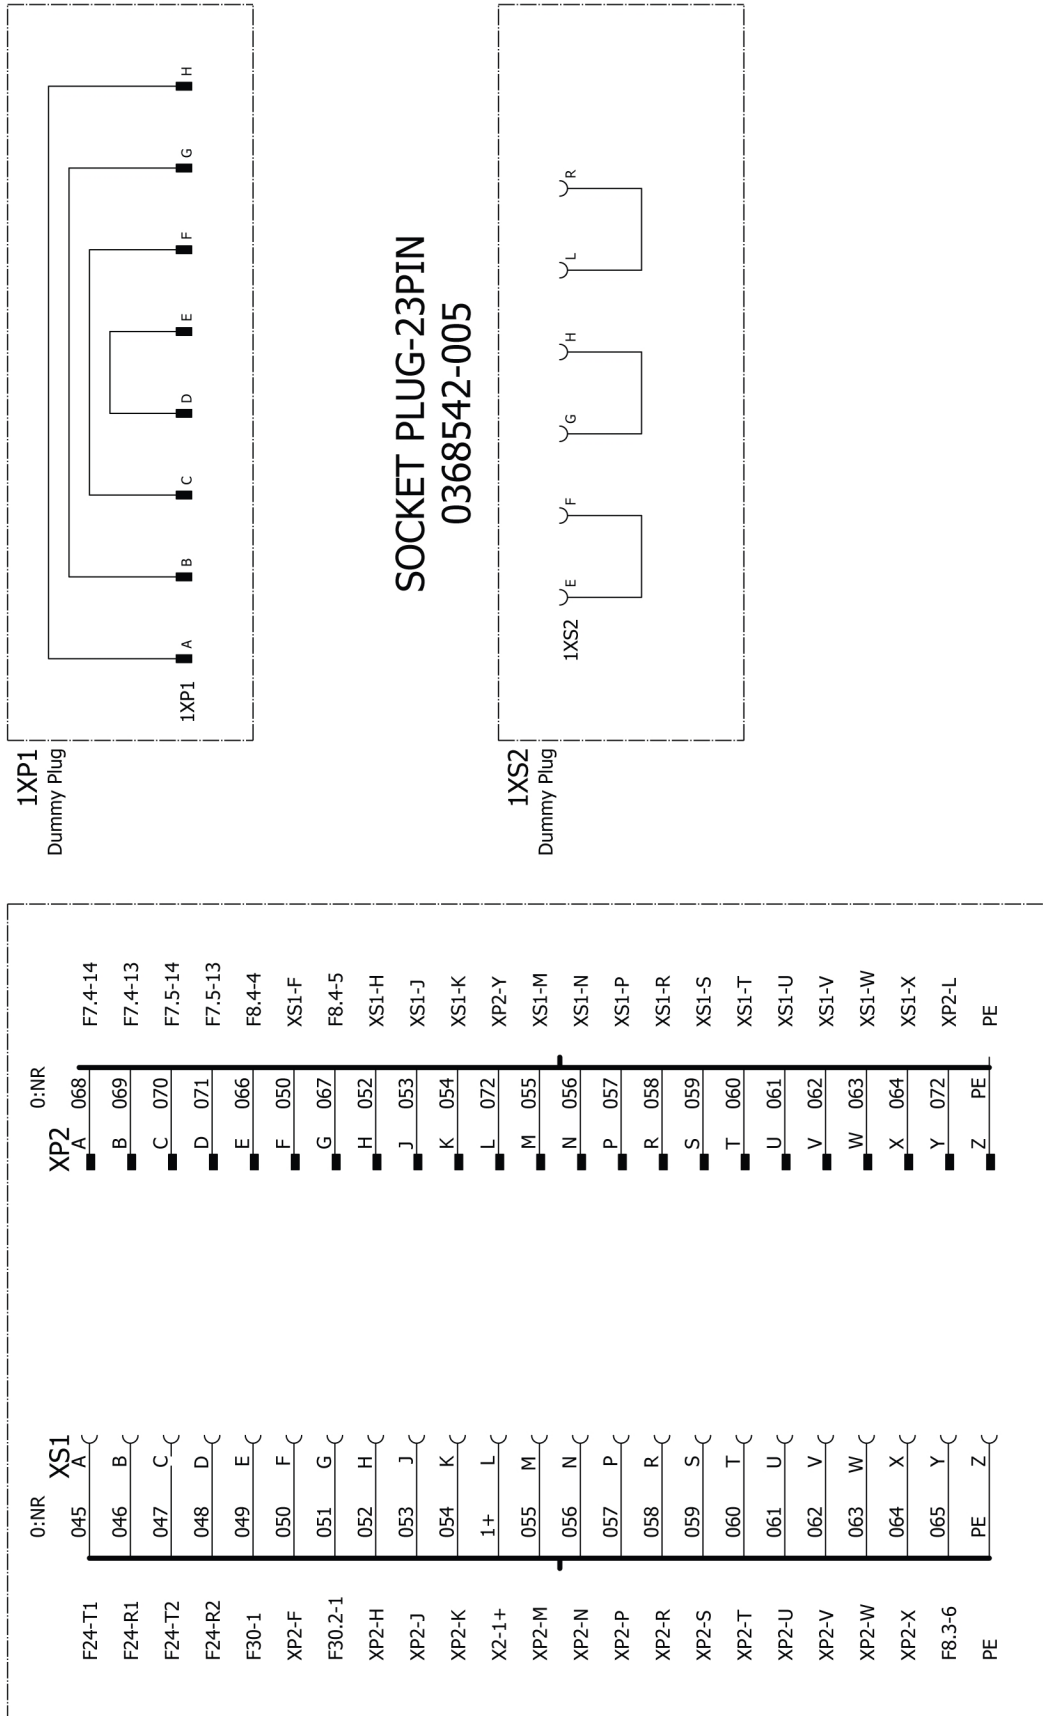 0:NR XS1 XP2 0:NR
F24-T1 045 A A 068 F7.4-14
F24-R1 046 B B 069 F7.4-13
F24-T2 047 C C 070 F7.5-14
F24-R2 048 D D 071 F7.5-13
F30-1 049 E E 066 F8.4-4
XP2-F 050 F F 050 XS1-F
F30.2-1 051 G G 067 F8.4-5
XP2-H 052 H H 052 XS1-H
XP2-J 053 J J 053 XS1-J
XP2-K 054 K K 054 XS1-K
X2-1+ 1+ L L 072 XP2-Y
XP2-M 055 M M 055 XS1-M
XP2-N 056 N N 056 XS1-N
XP2-P 057 P P 057 XS1-P
XP2-R 058 R R 058 XS1-R
XP2-S 059 S S 059 XS1-S
XP2-T 060 T T 060 XS1-T
XP2-U 061 U U 061 XS1-U
XP2-V 062 V V 062 XS1-V
XP2-W 063 W W 063 XS1-W
XP2-X 064 X X 064 XS1-X
F8.3-6 065 Y Y 072 XP2-L
PE PE Z Z PE PE
1XP1
Dummy Plug
1XP1 A B C D E F G H
SOCKET PLUG-23PIN
0368542-005
1XS2
Dummy Plug
1XS2 E F G H L R